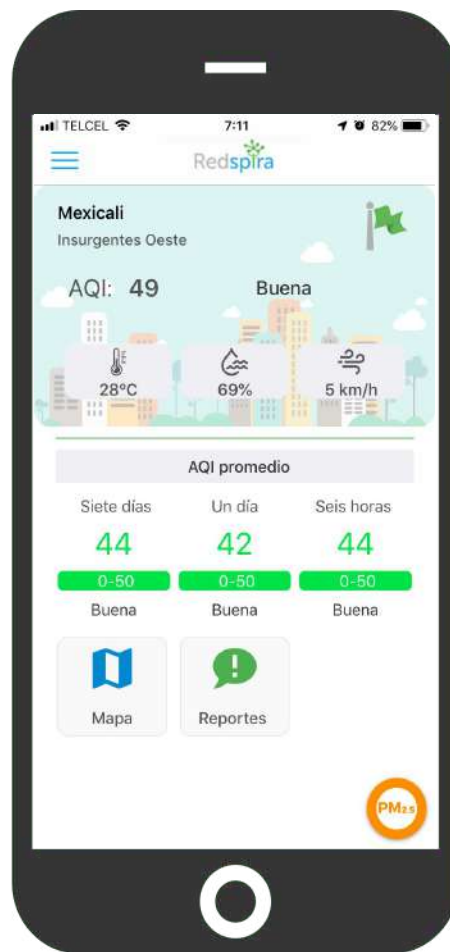 TELCEL 7:11 82%
Redspira
Mexicali
Insurgentes Oeste
AQI: 49 Buena
28°C 69% 5 km/h
AQI promedio
Siete días Un día Seis horas
44 42 44
0-50 0-50 0-50
Buena Buena Buena
Mapa Reportes
PM2.5